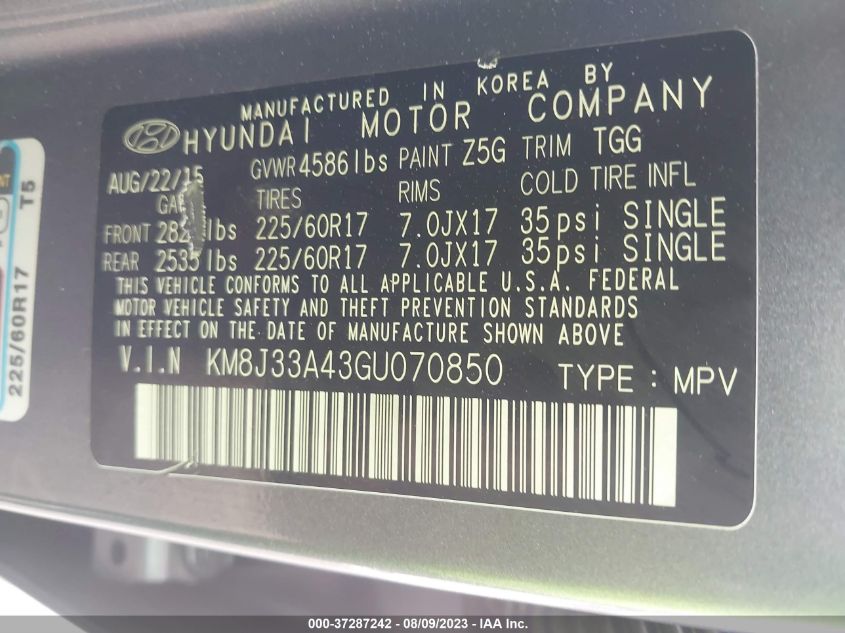 MANUFACTURED IN KOREA BY
HYUNDAI MOTOR COMPANY
AUG/22/15 GVWR 4586 lbs PAINT Z5G TRIM TGG
TIRES RIMS COLD TIRE INFL
FRONT lbs 225/60R17 7.0JX17 35psi SINGLE
REAR 2535 lbs 225/60R17 7.0JX17 35psi SINGLE
THIS VEHICLE CONFORMS TO ALL APPLICABLE U.S.A. FEDERAL
MOTOR VEHICLE SAFETY AND THEFT PREVENTION STANDARDS
IN EFFECT ON THE DATE OF MANUFACTURE SHOWN ABOVE
V.I.N KM8J33A43GU070850 TYPE : MPV
225/60R17 T5
000-37287242 - 08/09/2023 - IAA Inc.